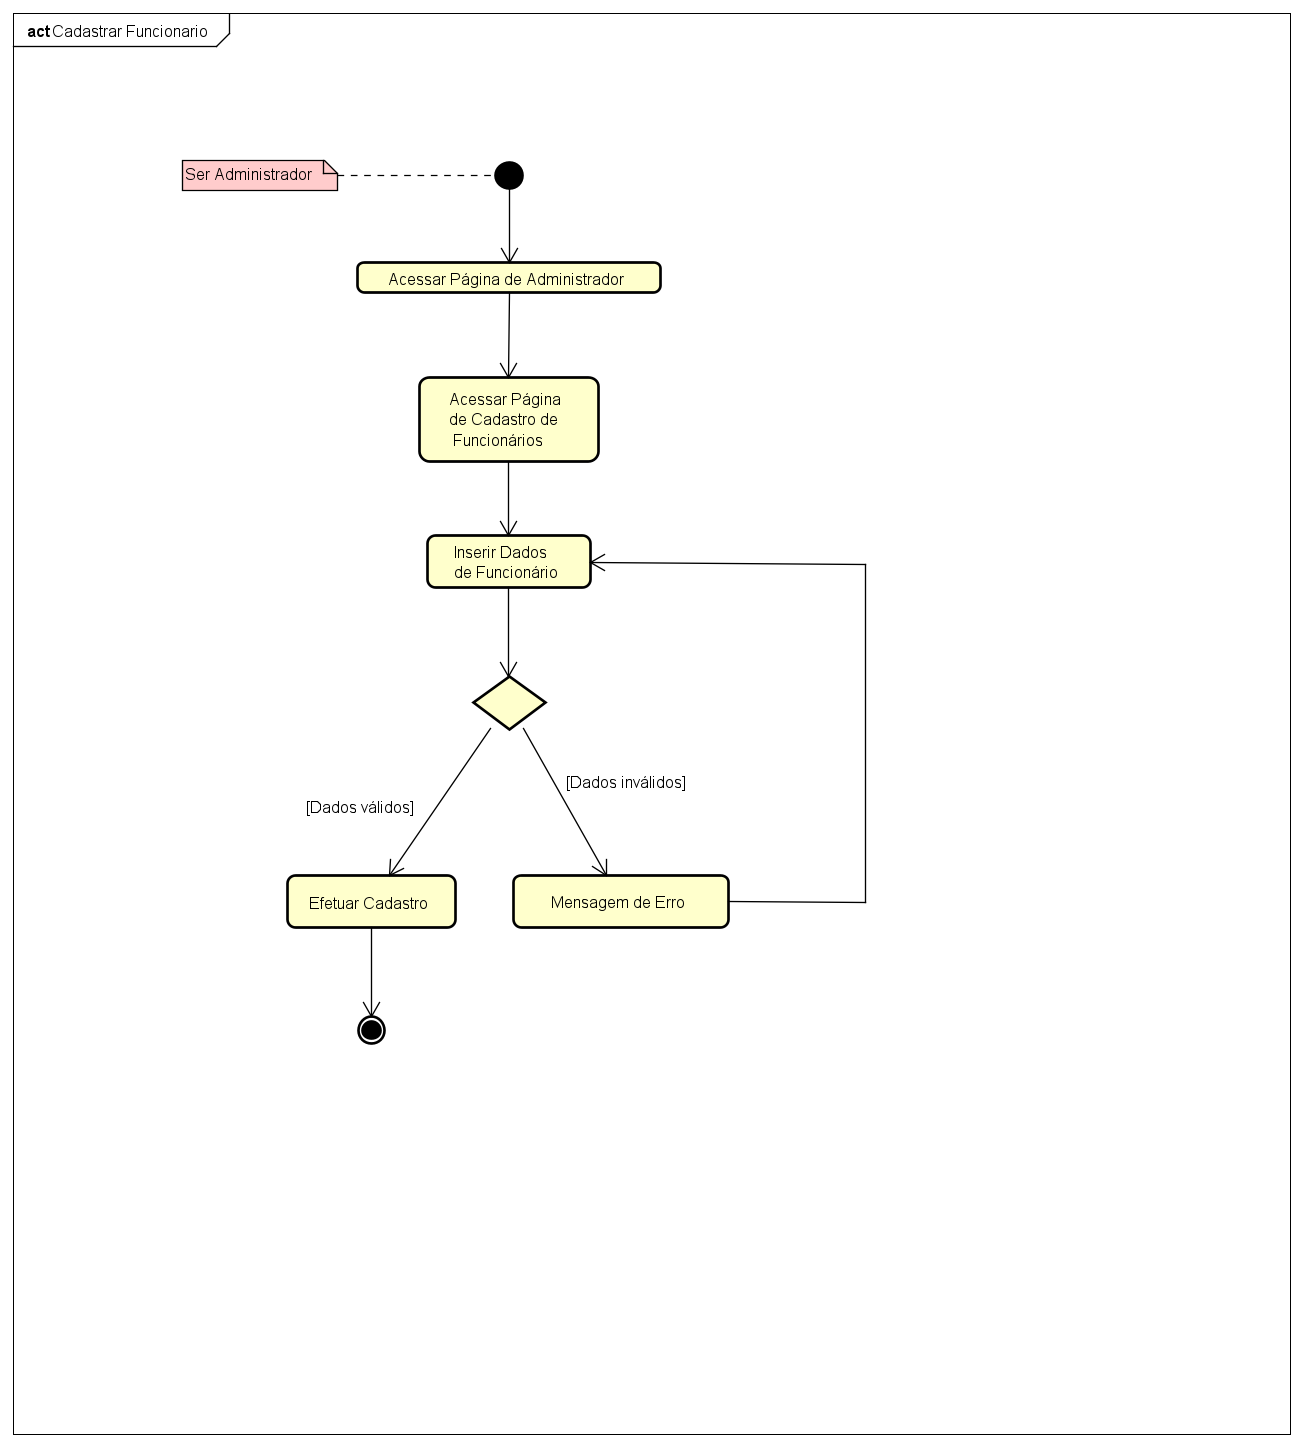 act Cadastrar Funcionario
Ser Administrador
Acessar Página de Administrador
Acessar Página
de Cadastro de
Funcionários
Inserir Dados
de Funcionário
[Dados inválidos]
[Dados válidos]
Efetuar Cadastro
Mensagem de Erro